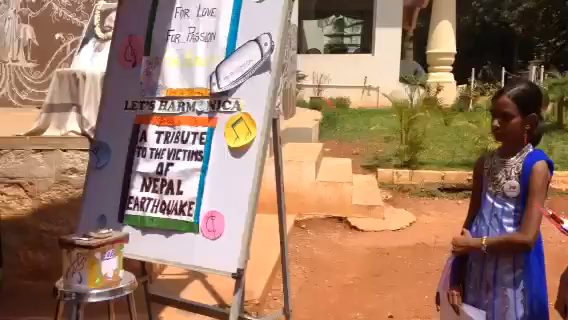 FOR LOVE
FOR PASSION
LET'S HARMONICA
A TRIBUTE
TO THE VICTIMS
OF
NEPAL
EARTHQUAKE